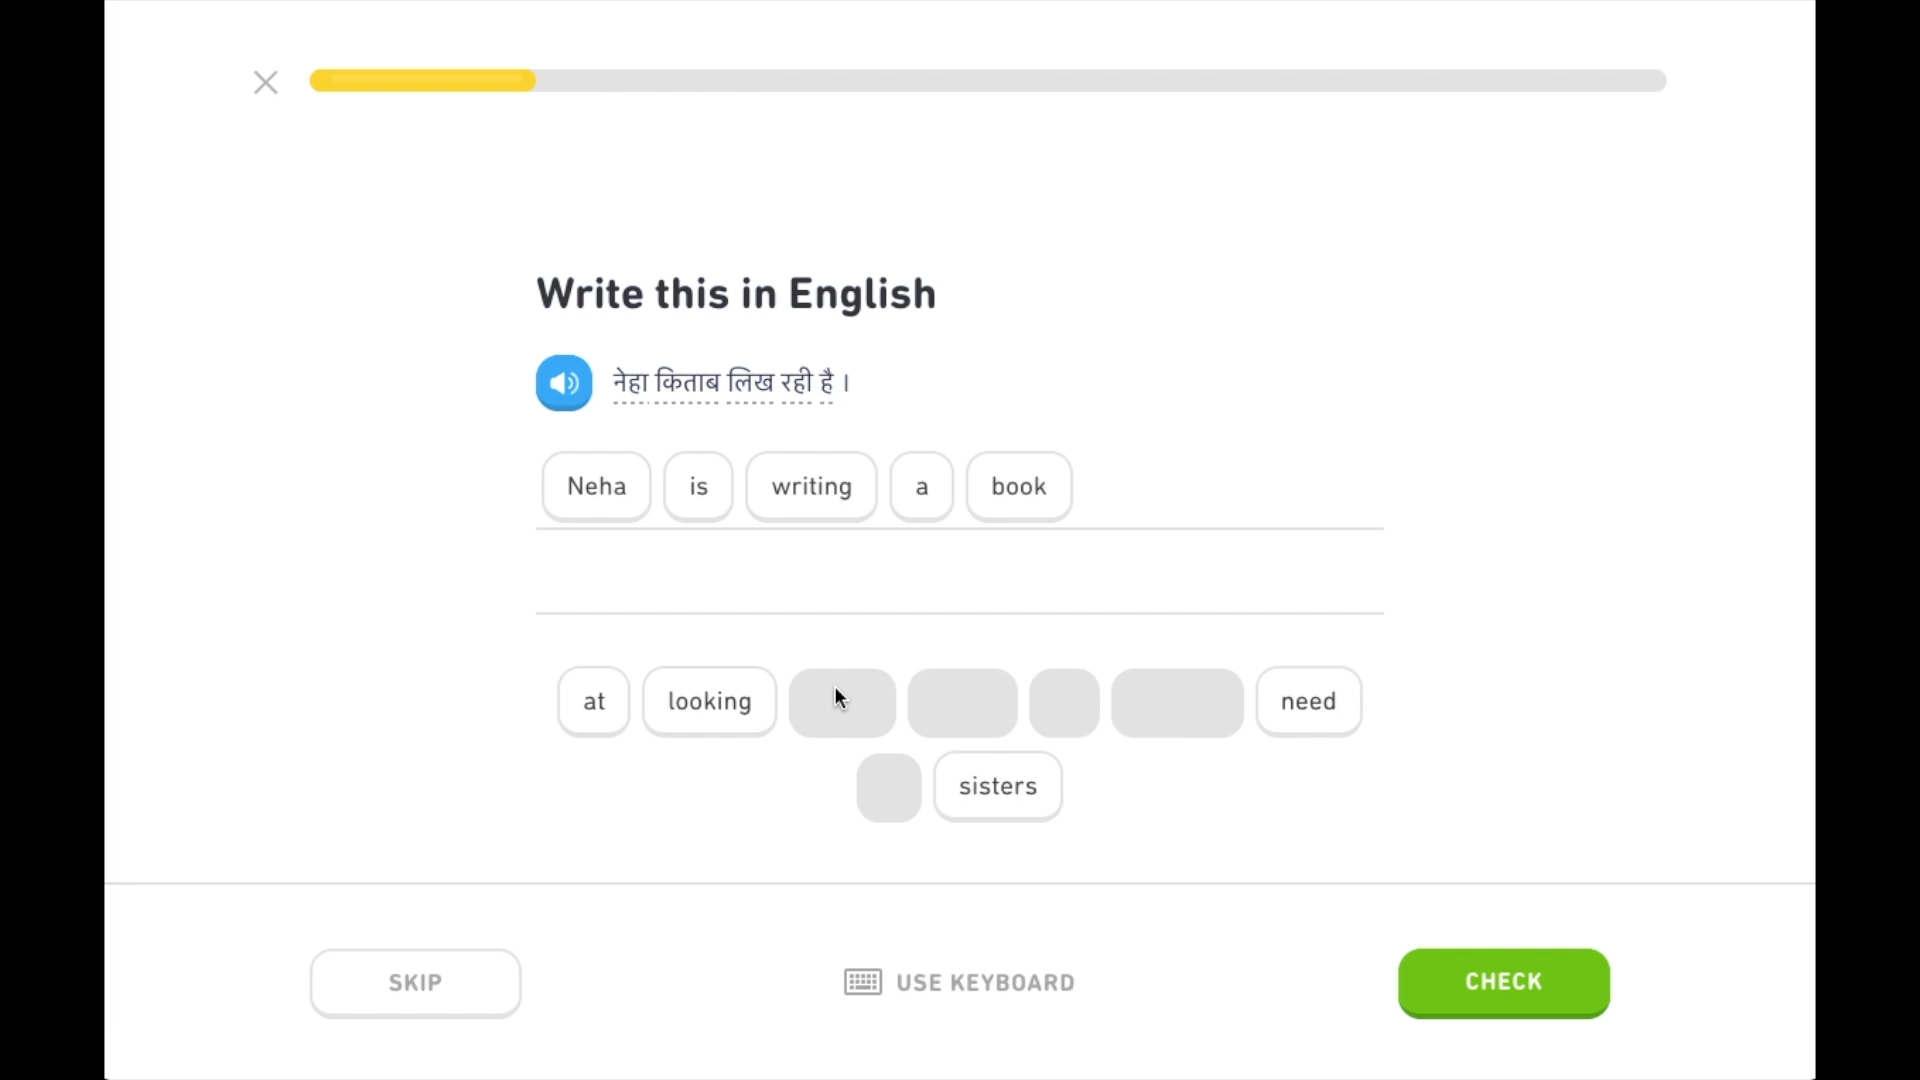 Write this in English
नेहा किताब लिख रही है ।
Neha is writing a book
at looking need
sisters
SKIP USE KEYBOARD CHECK